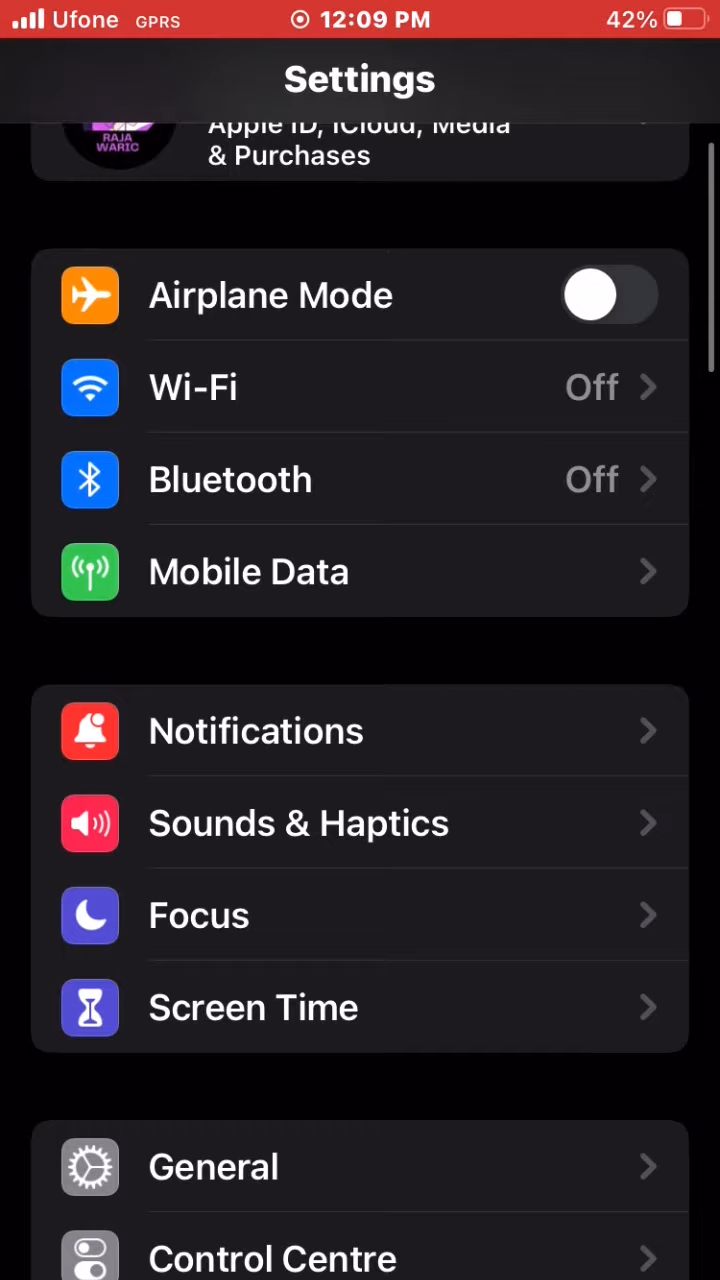 Ufone GPRS 12:09 PM 42%
Settings
RAJA
WARIC
Apple ID, iCloud, Media
& Purchases
Airplane Mode
Wi-Fi Off
Bluetooth Off
Mobile Data
Notifications
Sounds & Haptics
Focus
Screen Time
General
Control Centre